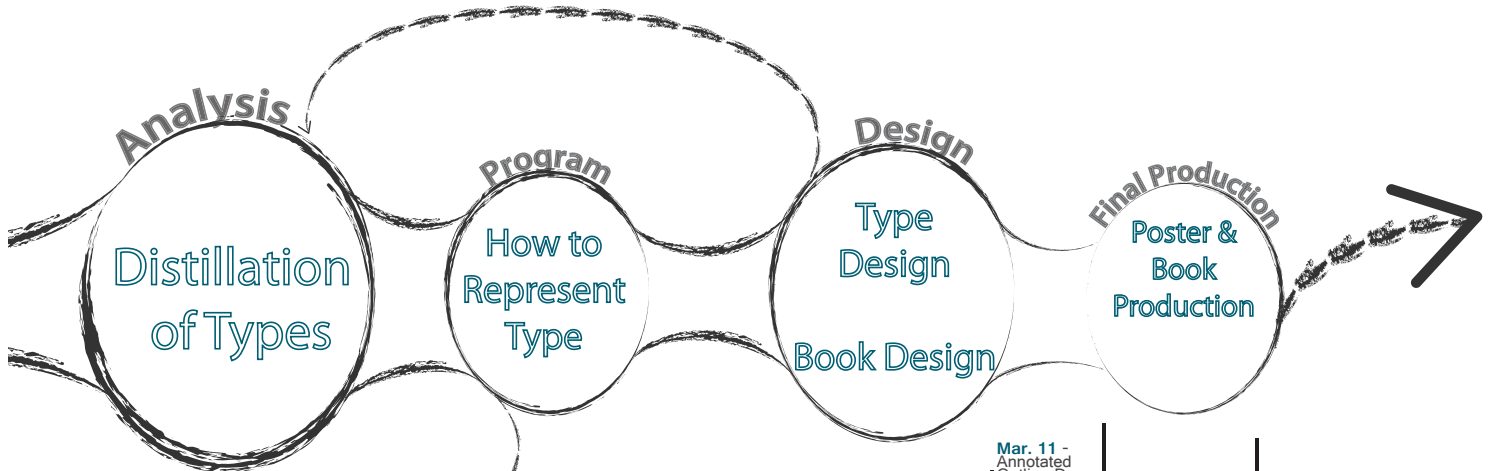 Analysis
Distillation
of Types
Program
How to
Represent
Type
Design
Type
Design
Book Design
Final Production
Poster &
Book
Production
Mar. 11 -
Annotated